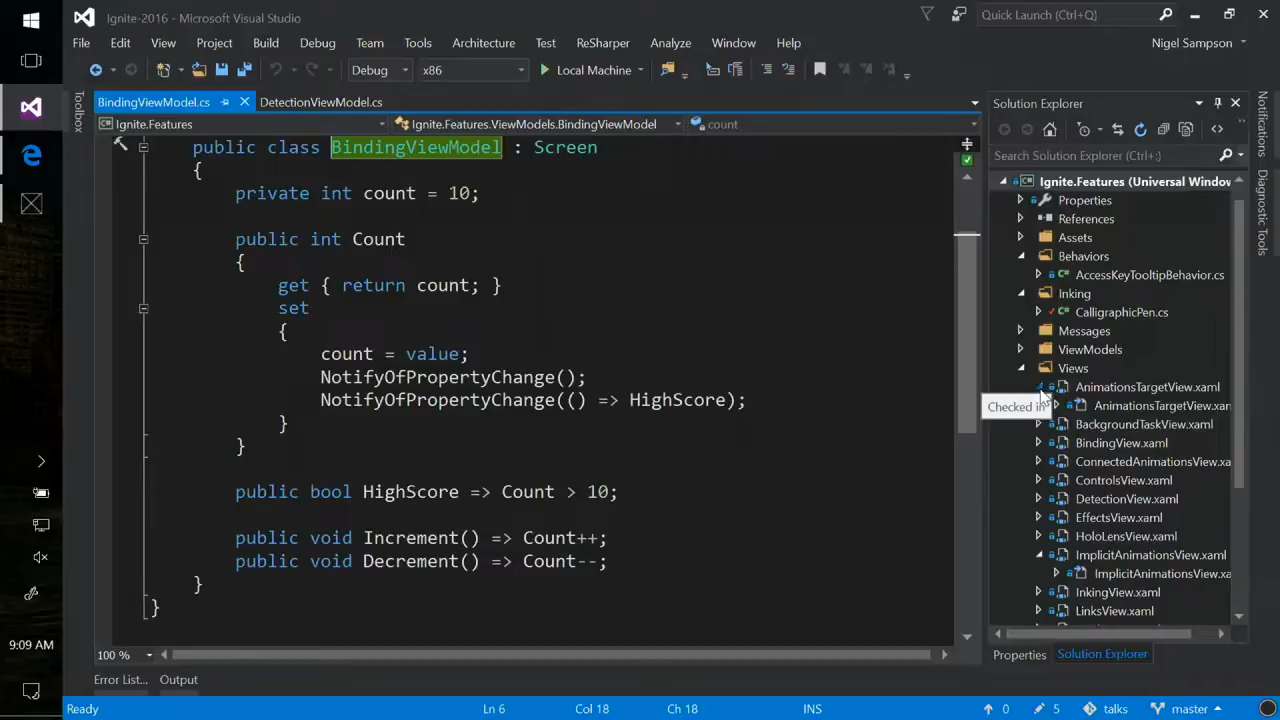 Ignite-2016 - Microsoft Visual Studio
Quick Launch (Ctrl+Q)
File Edit View Project Build Debug Team Tools Architecture Test ReSharper Analyze Window Help
Nigel Sampson
Debug x86 Local Machine
Toolbox
BindingViewModel.cs DetectionViewModel.cs
Ignite.Features Ignite.Features.ViewModels.BindingViewModel count
public class BindingViewModel : Screen
{
private int count = 10;
public int Count
{
get { return count; }
set
{
count = value;
NotifyOfPropertyChange();
NotifyOfPropertyChange(() => HighScore);
}
}
public bool HighScore => Count > 10;
public void Increment() => Count++;
public void Decrement() => Count--;
}
}
100 %
Error List... Output
Solution Explorer
Search Solution Explorer (Ctrl+;)
Ignite.Features (Universal Window
Properties
References
Assets
Behaviors
AccessKeyTooltipBehavior.cs
Inking
CalligraphicPen.cs
Messages
ViewModels
Views
AnimationsTargetView.xaml
Checked in
AnimationsTargetView.xan
BackgroundTaskView.xaml
BindingView.xaml
ConnectedAnimationsView.xa
ControlsView.xaml
DetectionView.xaml
EffectsView.xaml
HoloLensView.xaml
ImplicitAnimationsView.xaml
ImplicitAnimationsView.xa
InkingView.xaml
LinksView.xaml
Properties Solution Explorer
Notifications
Diagnostic Tools
9:09 AM
Ready Ln 6 Col 18 Ch 18 INS 0 5 talks master